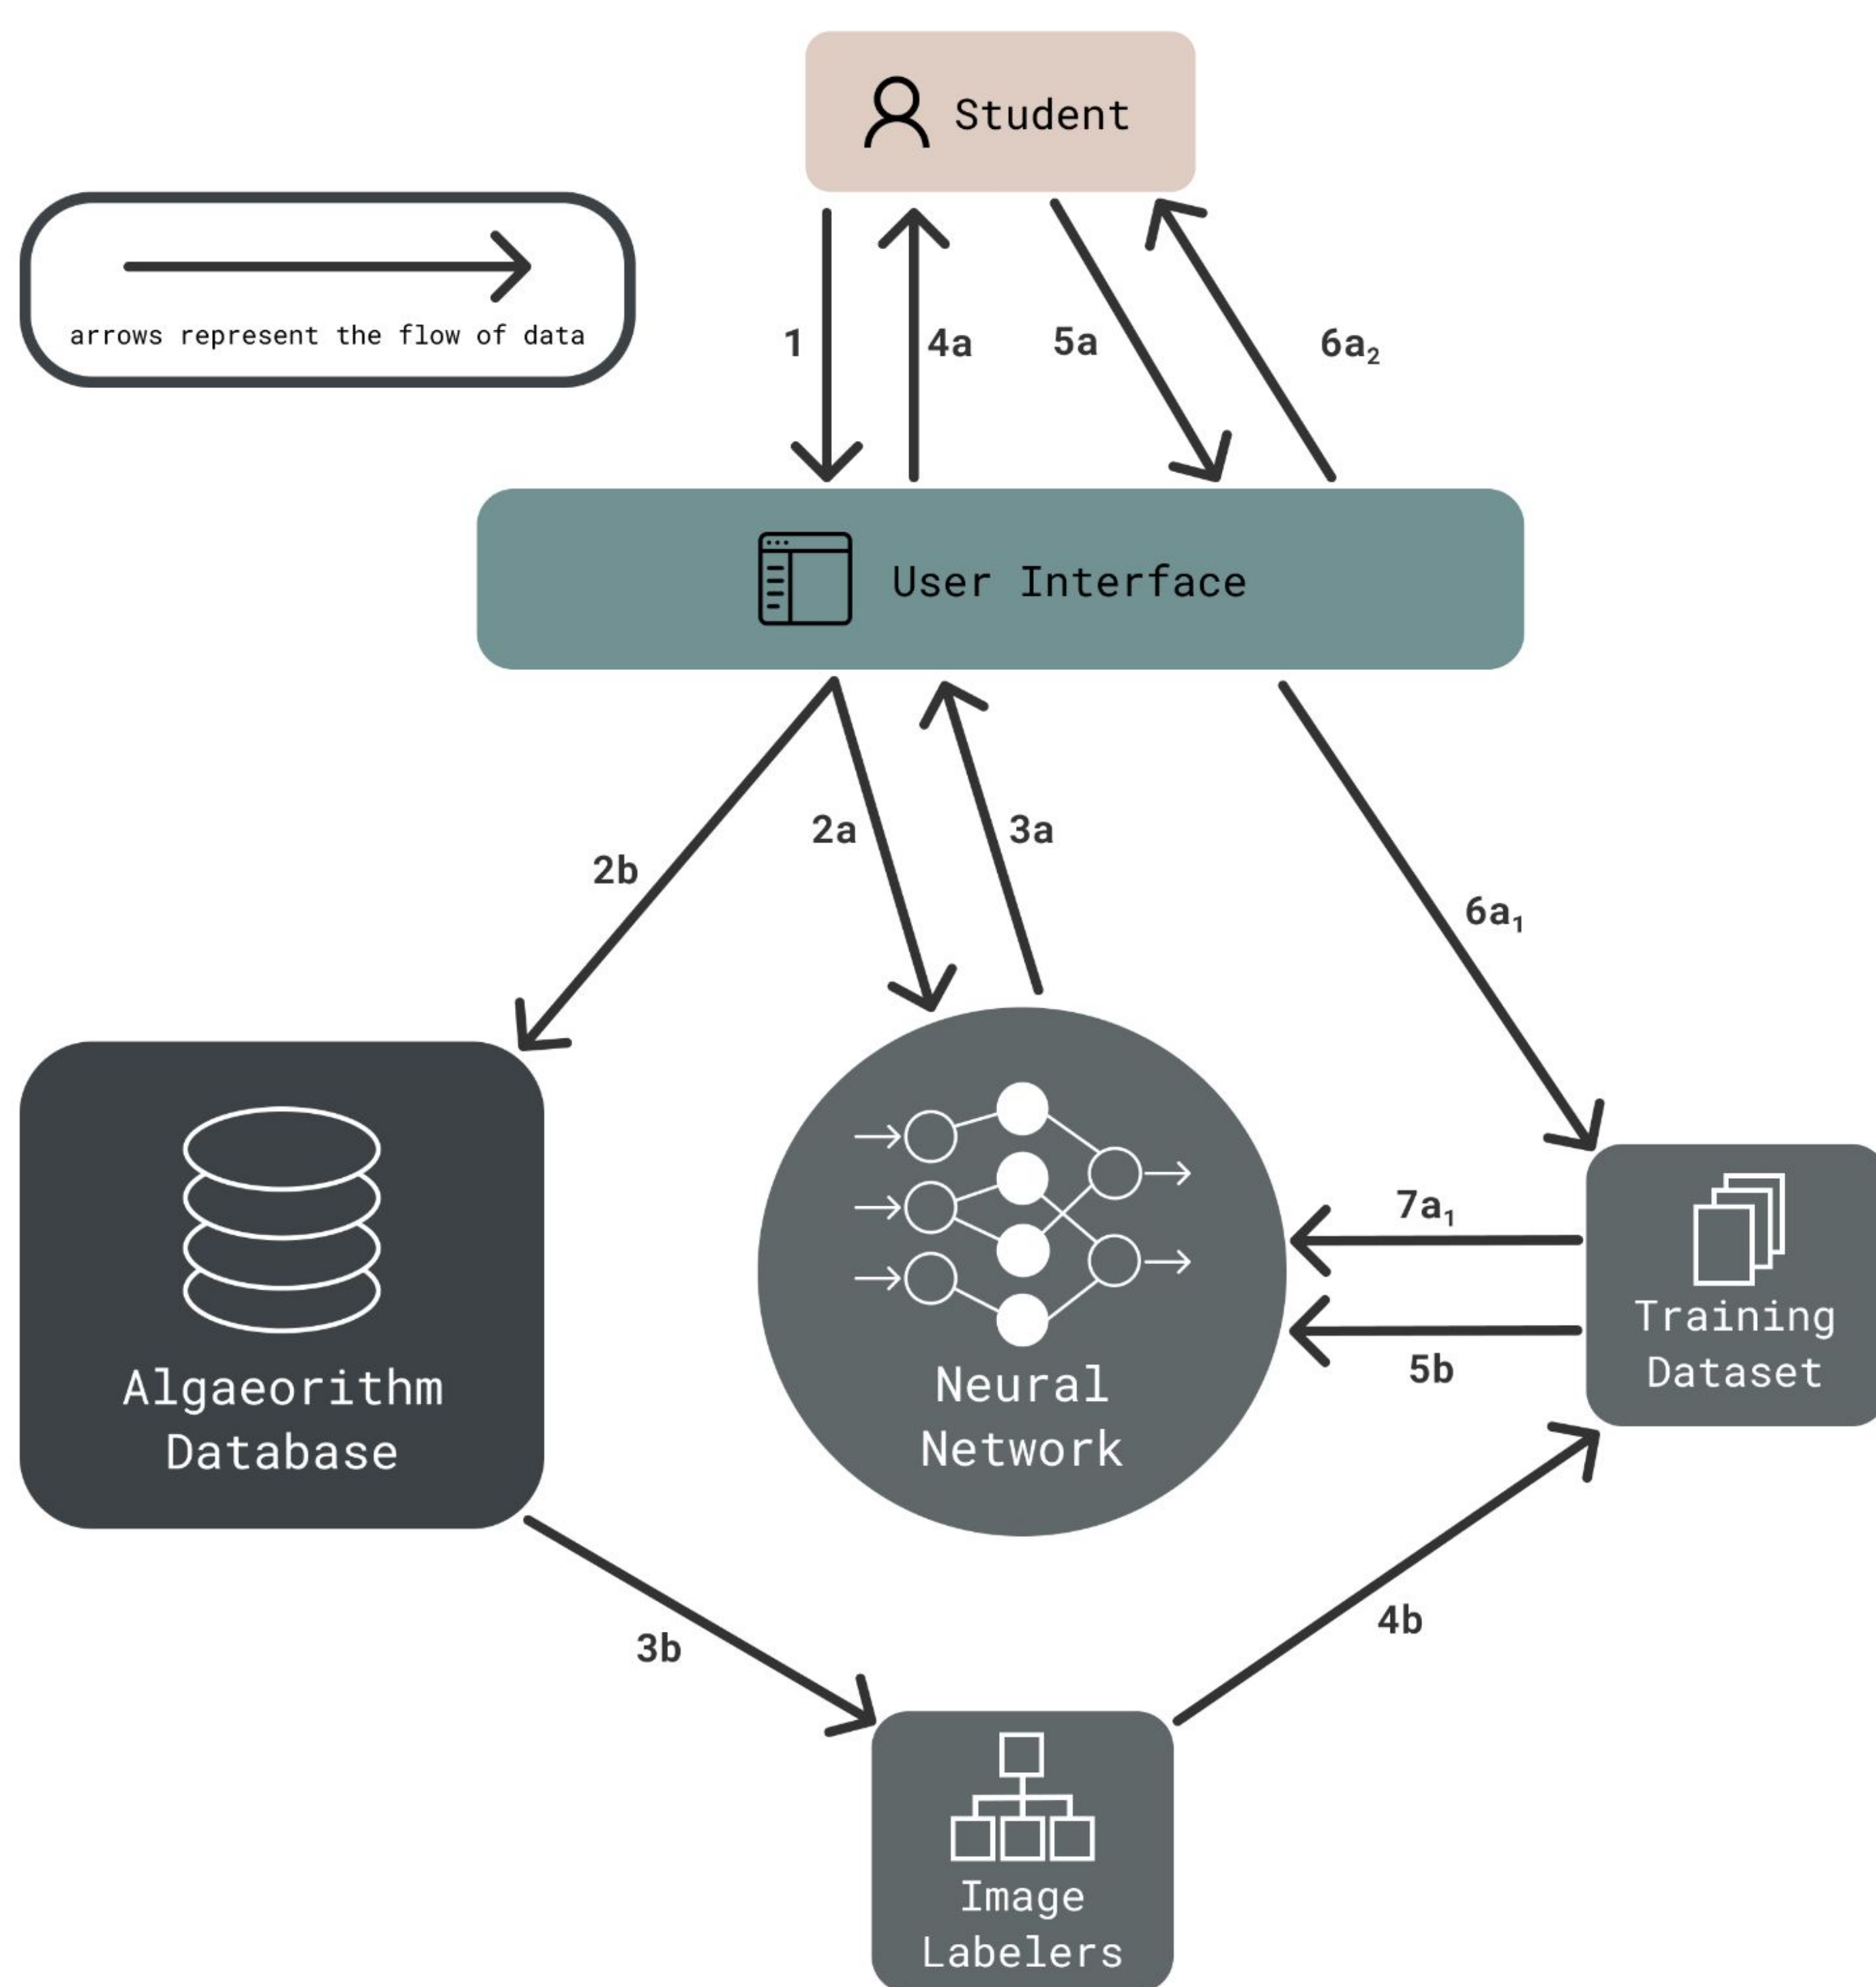 Student
arrows represent the flow of data
1
4a
5a
6a₂
User Interface
2b
2a
3a
6a₁
Algaeorithm
Database
Neural
Network
7a₁
5b
Training
Dataset
3b
4b
Image
Labelers